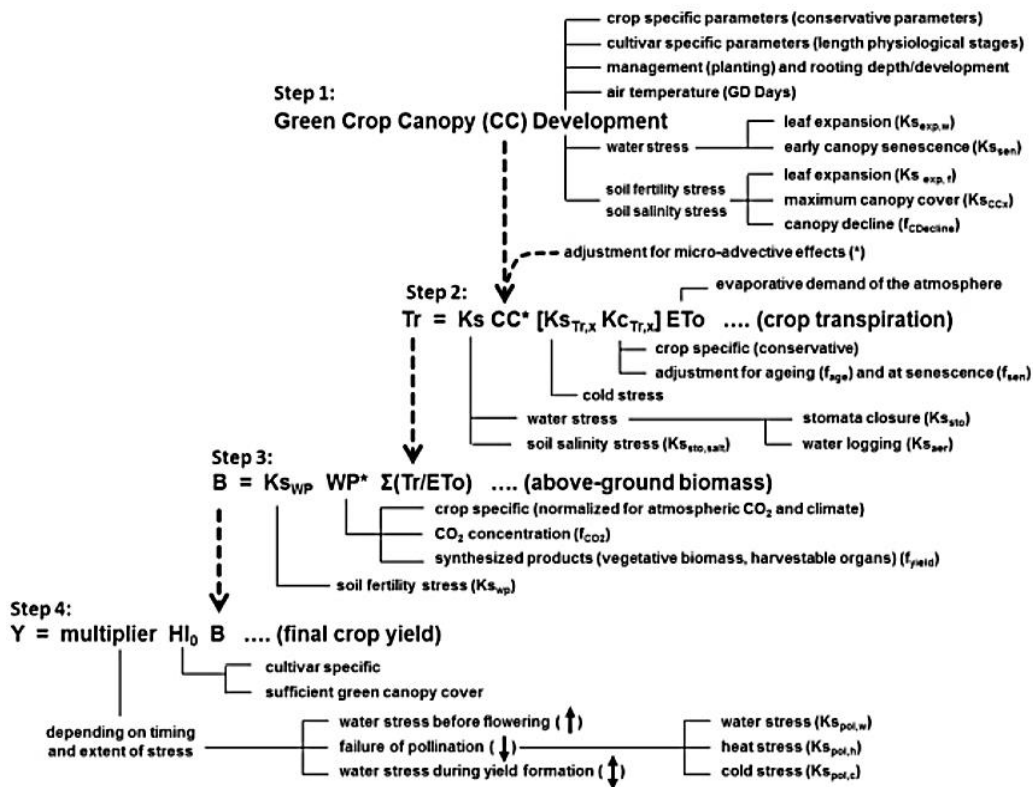 crop specific parameters (conservative parameters)
cultivar specific parameters (length physiological stages)
management (planting) and rooting depth/development
air temperature (GD Days)
Step 1:
Green Crop Canopy (CC) Development
water stress
leaf expansion (Ksexp,w)
early canopy senescence (Kssen)
soil fertility stress
soil salinity stress
leaf expansion (Ks exp, f)
maximum canopy cover (KsCCx)
canopy decline (fCDecline)
adjustment for micro-advective effects (*)
Step 2:
evaporative demand of the atmosphere
Tr = Ks CC* [KsTr,x KcTr,x] ETo .... (crop transpiration)
crop specific (conservative)
adjustment for ageing (fage) and at senescence (fsen)
cold stress
water stress
stomata closure (Kssto)
soil salinity stress (Kssto,salt)
water logging (Ksaer)
Step 3:
B = KsWP WP* Σ(Tr/ETo) .... (above-ground biomass)
crop specific (normalized for atmospheric CO2 and climate)
CO2 concentration (fCO2)
synthesized products (vegetative biomass, harvestable organs) (fyield)
soil fertility stress (Kswp)
Step 4:
Y = multiplier HI0 B .... (final crop yield)
cultivar specific
sufficient green canopy cover
depending on timing
and extent of stress
water stress before flowering (↑)
failure of pollination (↓)
water stress during yield formation (↕)
water stress (Kspol,w)
heat stress (Kspol,h)
cold stress (Kspol,c)